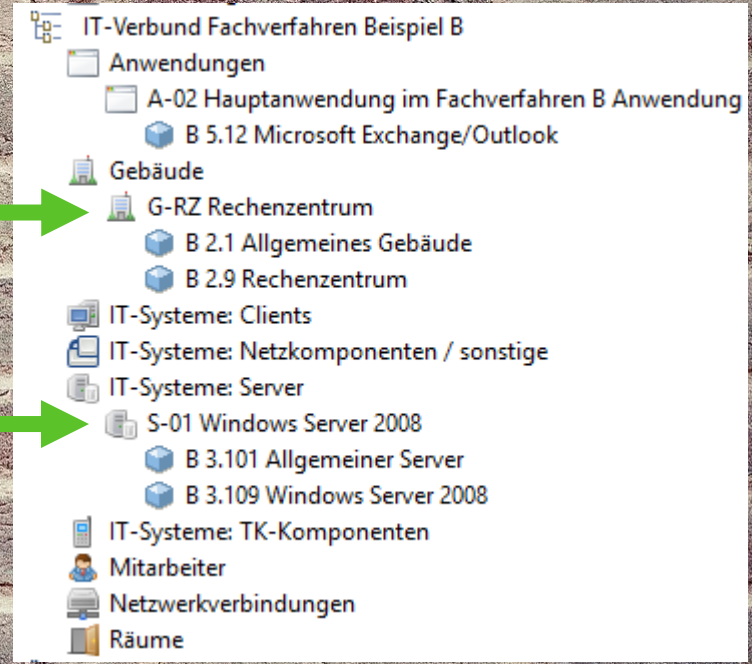 IT-Verbund Fachverfahren Beispiel B
Anwendungen
A-02 Hauptanwendung im Fachverfahren B Anwendung
B 5.12 Microsoft Exchange/Outlook
Gebäude
G-RZ Rechenzentrum
B 2.1 Allgemeines Gebäude
B 2.9 Rechenzentrum
IT-Systeme: Clients
IT-Systeme: Netzkomponenten / sonstige
IT-Systeme: Server
S-01 Windows Server 2008
B 3.101 Allgemeiner Server
B 3.109 Windows Server 2008
IT-Systeme: TK-Komponenten
Mitarbeiter
Netzwerkverbindungen
Räume